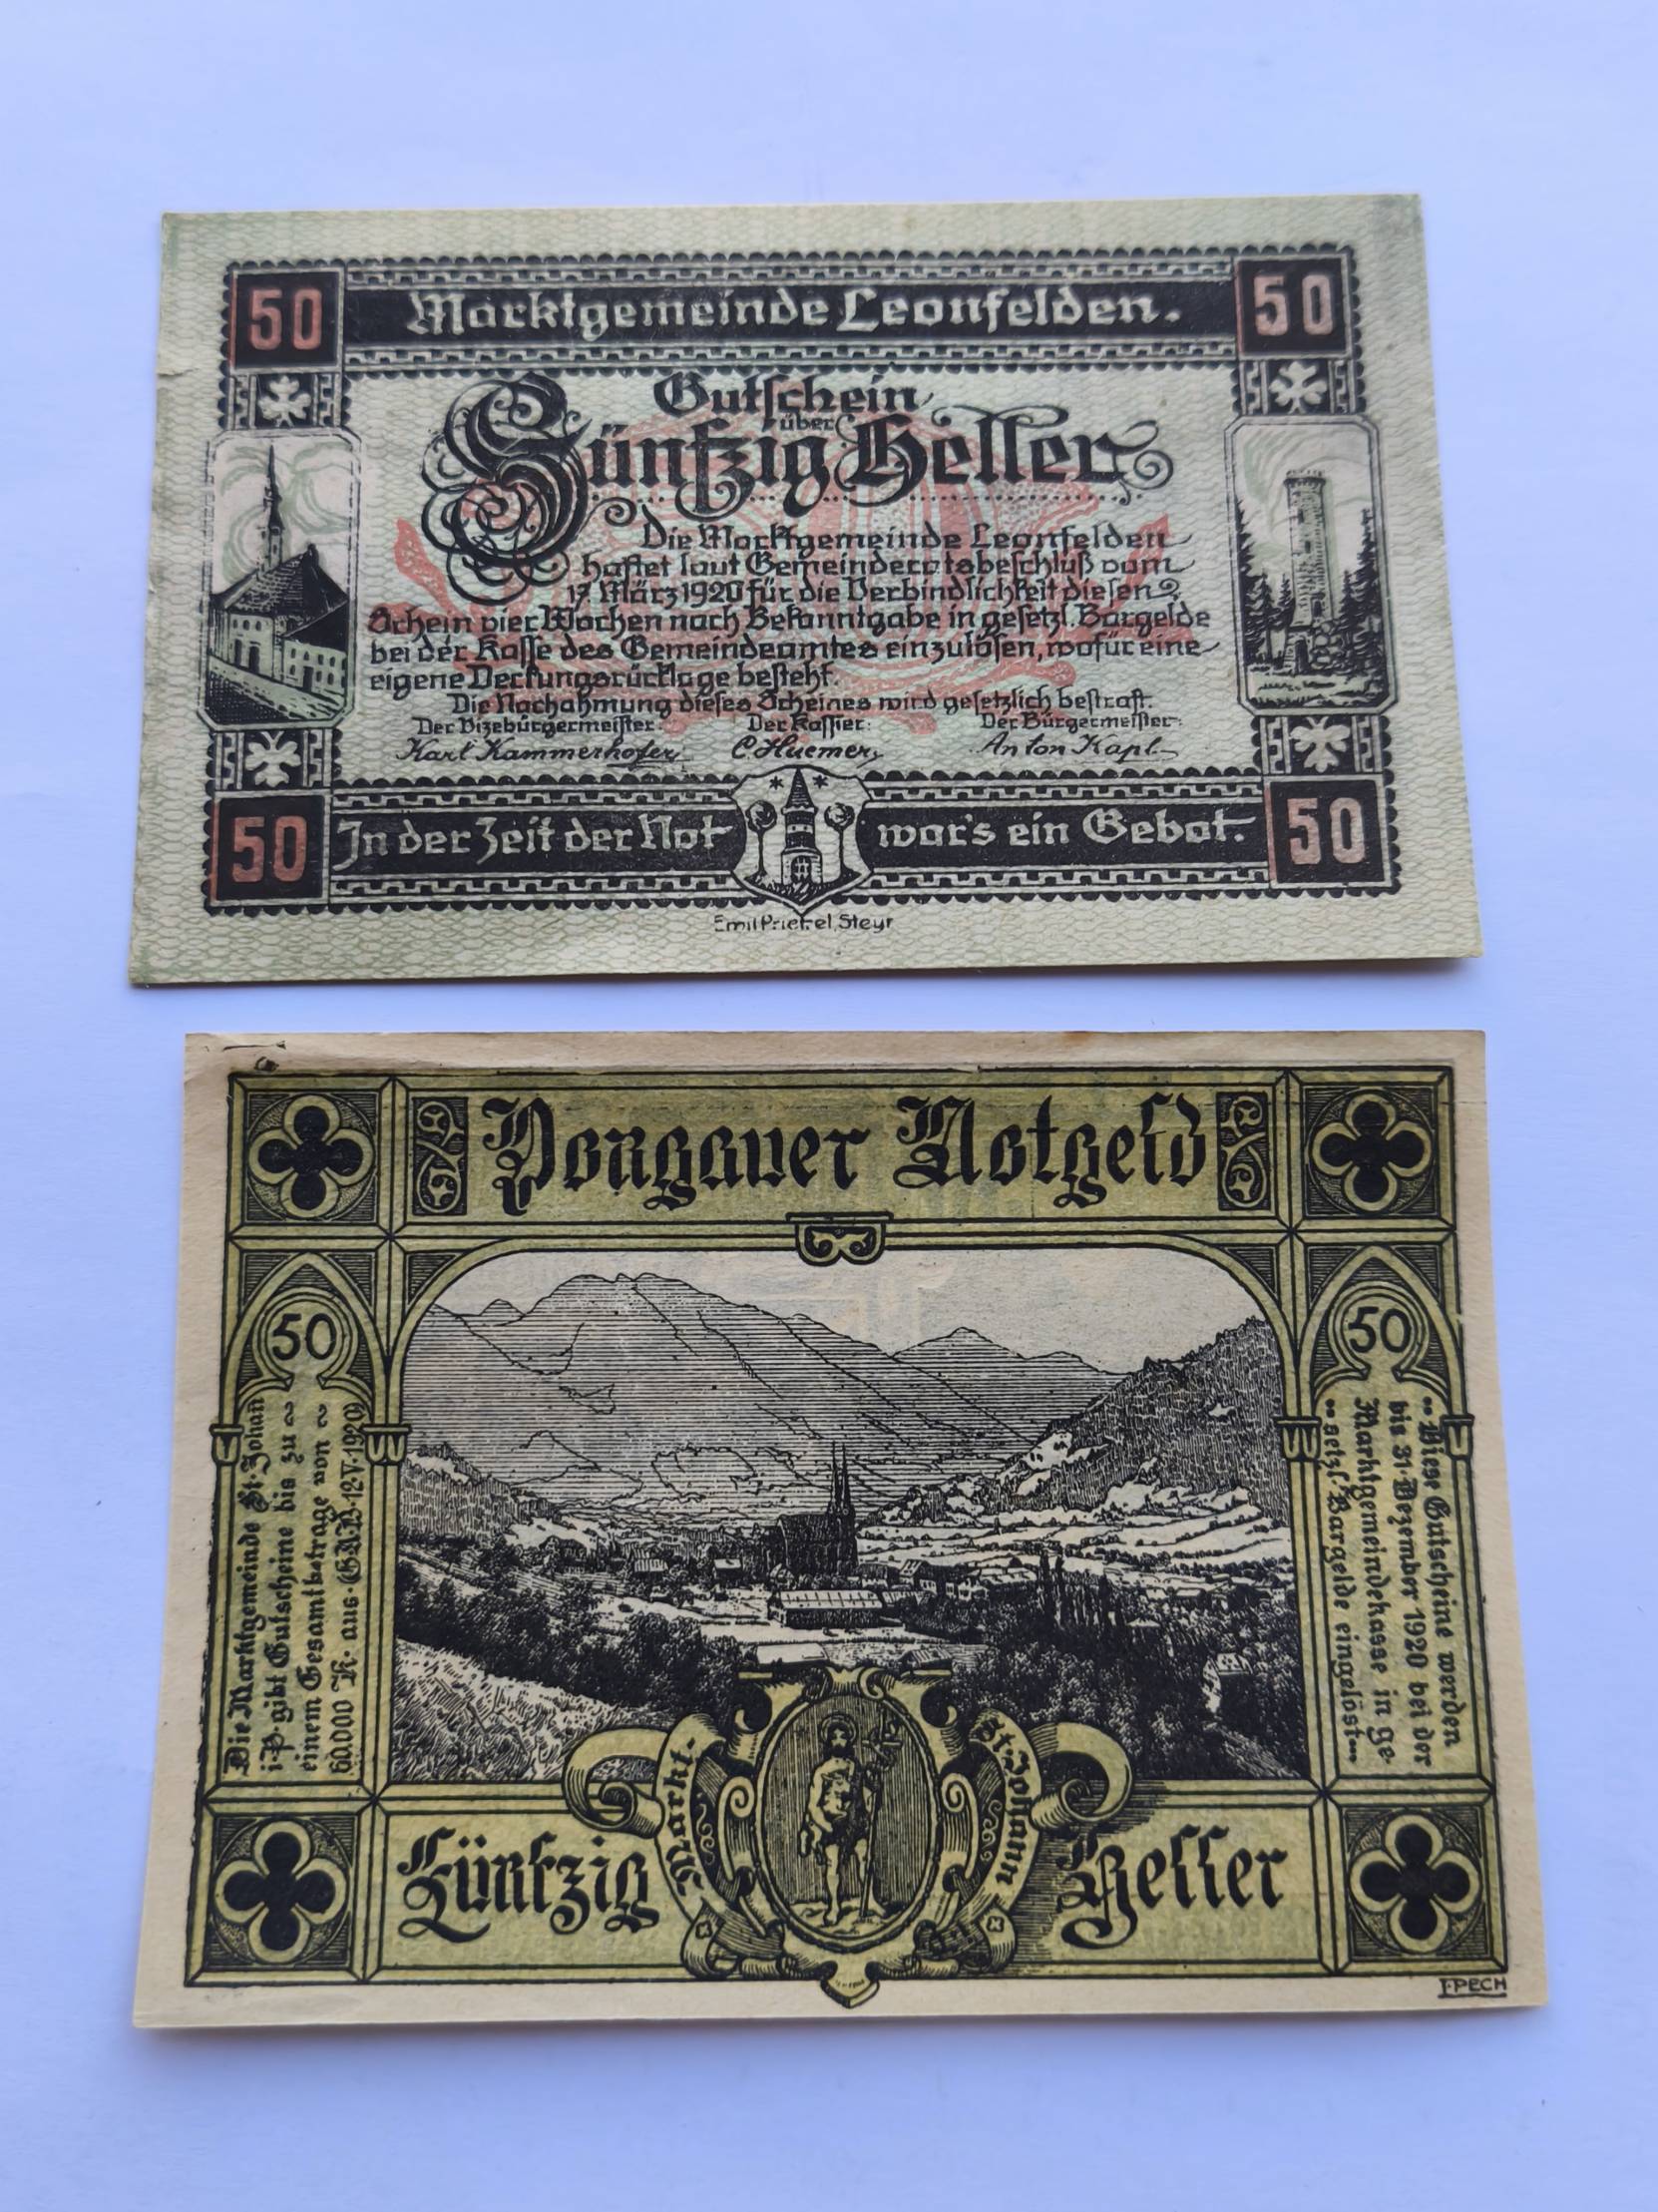 50 Marktgemeinde Leonfelden. 50
Gutschein
über
Fünfzig Heller
Die Marktgemeinde Leonfelden
haftet laut Gemeinderatsbeschluß vom
17. März 1920 für die Verbindlichkeit diesen
Schein vier Wochen nach Bekanntgabe in gesetzl. Bargelde
bei der Kasse des Gemeindeamtes einzulösen, wofür eine
eigene Deckungsrücklage besteht.
Die Nachahmung dieses Scheines wird gesetzlich bestraft.
Der Vizebürgermeister: Der Kassier: Der Bürgermeister:
Karl Kammerhofer C. Huemer Anton Kapl
50 In der Zeit der Not war's ein Gebot. 50
Emil Prietzel, Steyr
Pongauer Notgeld
50
Die Marktgemeinde St. Johan̄
i. P. gibt Gutscheine bis zu ~
einem Gesamtbetrage von ~
60.000 K. aus. G.A.B. 12.V.1920
50
Diese Gutscheine werden
bis 31. Dezember 1920 bei der
Marktgemeindekasse in ge-
setzl. Bargelde eingelöst
Markt- St. Johann
Fünfzig Heller
J. PECH